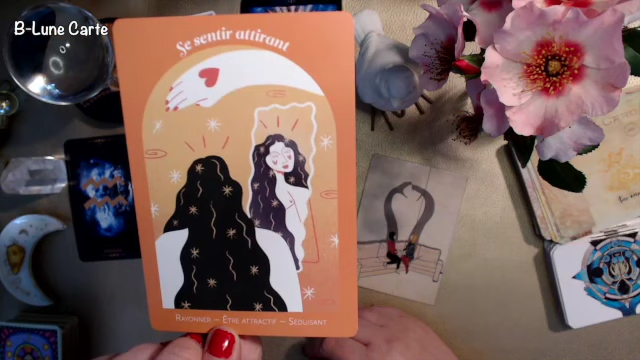 B-Lune Carte
Se sentir attirant
RAYONNER – ÊTRE ATTRACTIF – SÉDUISANT